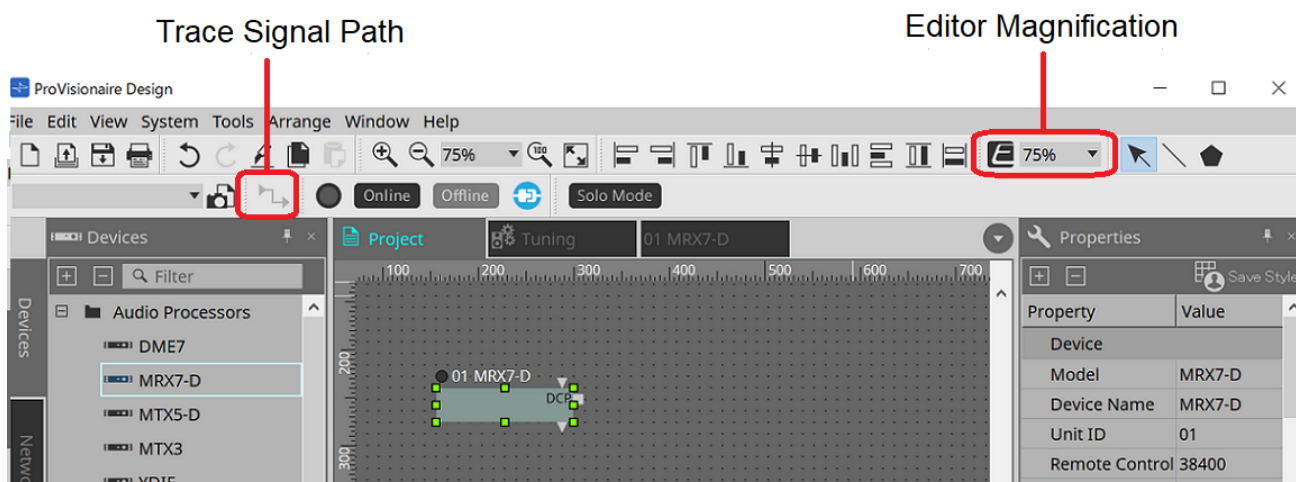 Trace Signal Path
Editor Magnification
ProVisionaire Design
File Edit View System Tools Arrange Window Help
75%
100
75%
Online
Offline
Solo Mode
Devices
Project
Tuning
01 MRX7-D
Properties
Filter
100 200 300 400 500 600 700
Save Style
Devices
Audio Processors
Property Value
DME7
Device
200
01 MRX7-D
MRX7-D
Model MRX7-D
DCP
Device Name MRX7-D
MTX5-D
Unit ID 01
MTX3
300
Remote Control 38400